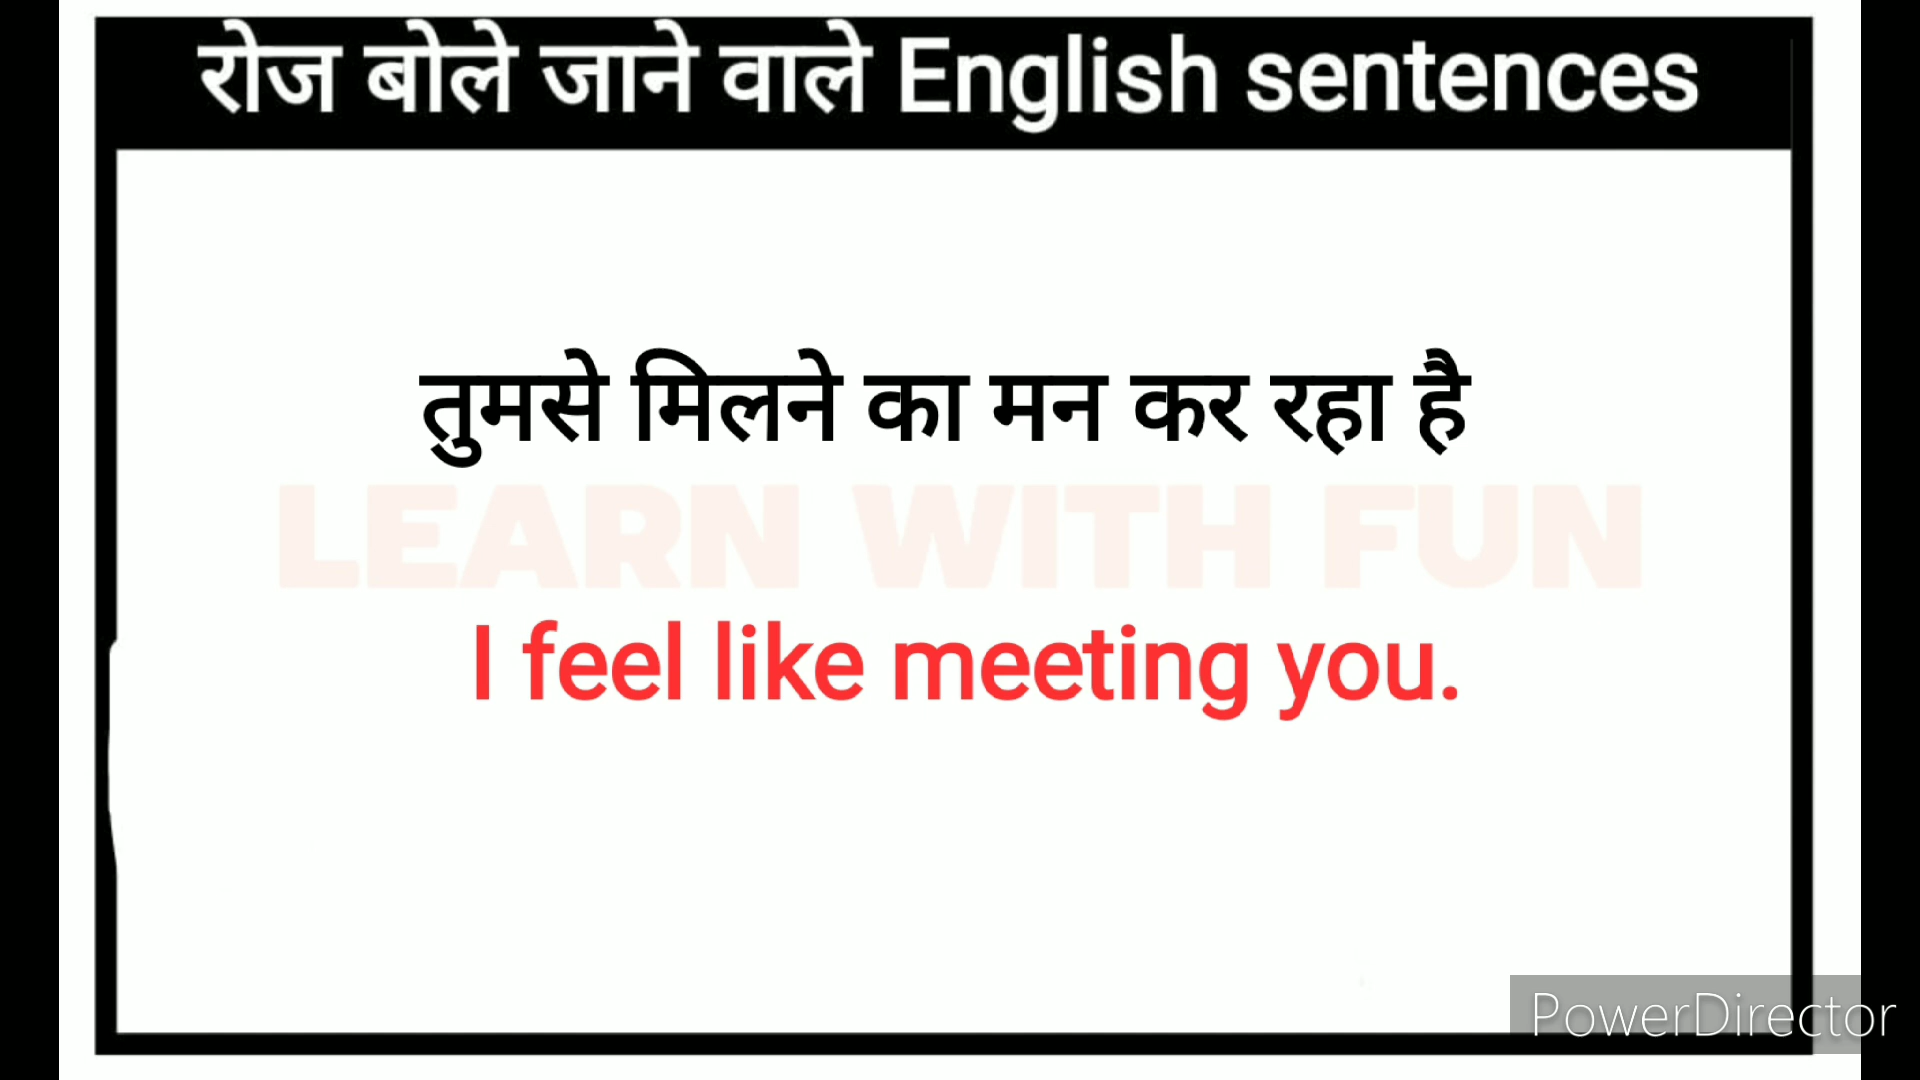 रोज बोले जाने वाले English sentences
तुमसे मिलने का मन कर रहा है
LEARN WITH FUN
I feel like meeting you.
PowerDirector